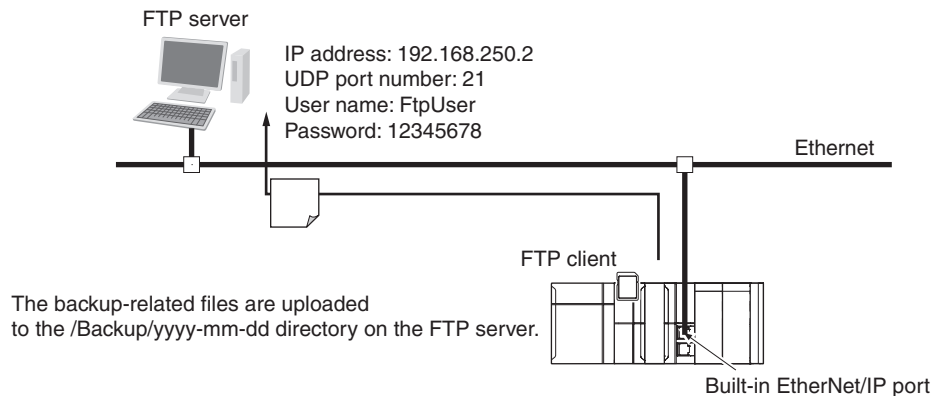 FTP server
IP address: 192.168.250.2
UDP port number: 21
User name: FtpUser
Password: 12345678
Ethernet
FTP client
The backup-related files are uploaded
to the /Backup/yyyy-mm-dd directory on the FTP server.
Built-in EtherNet/IP port